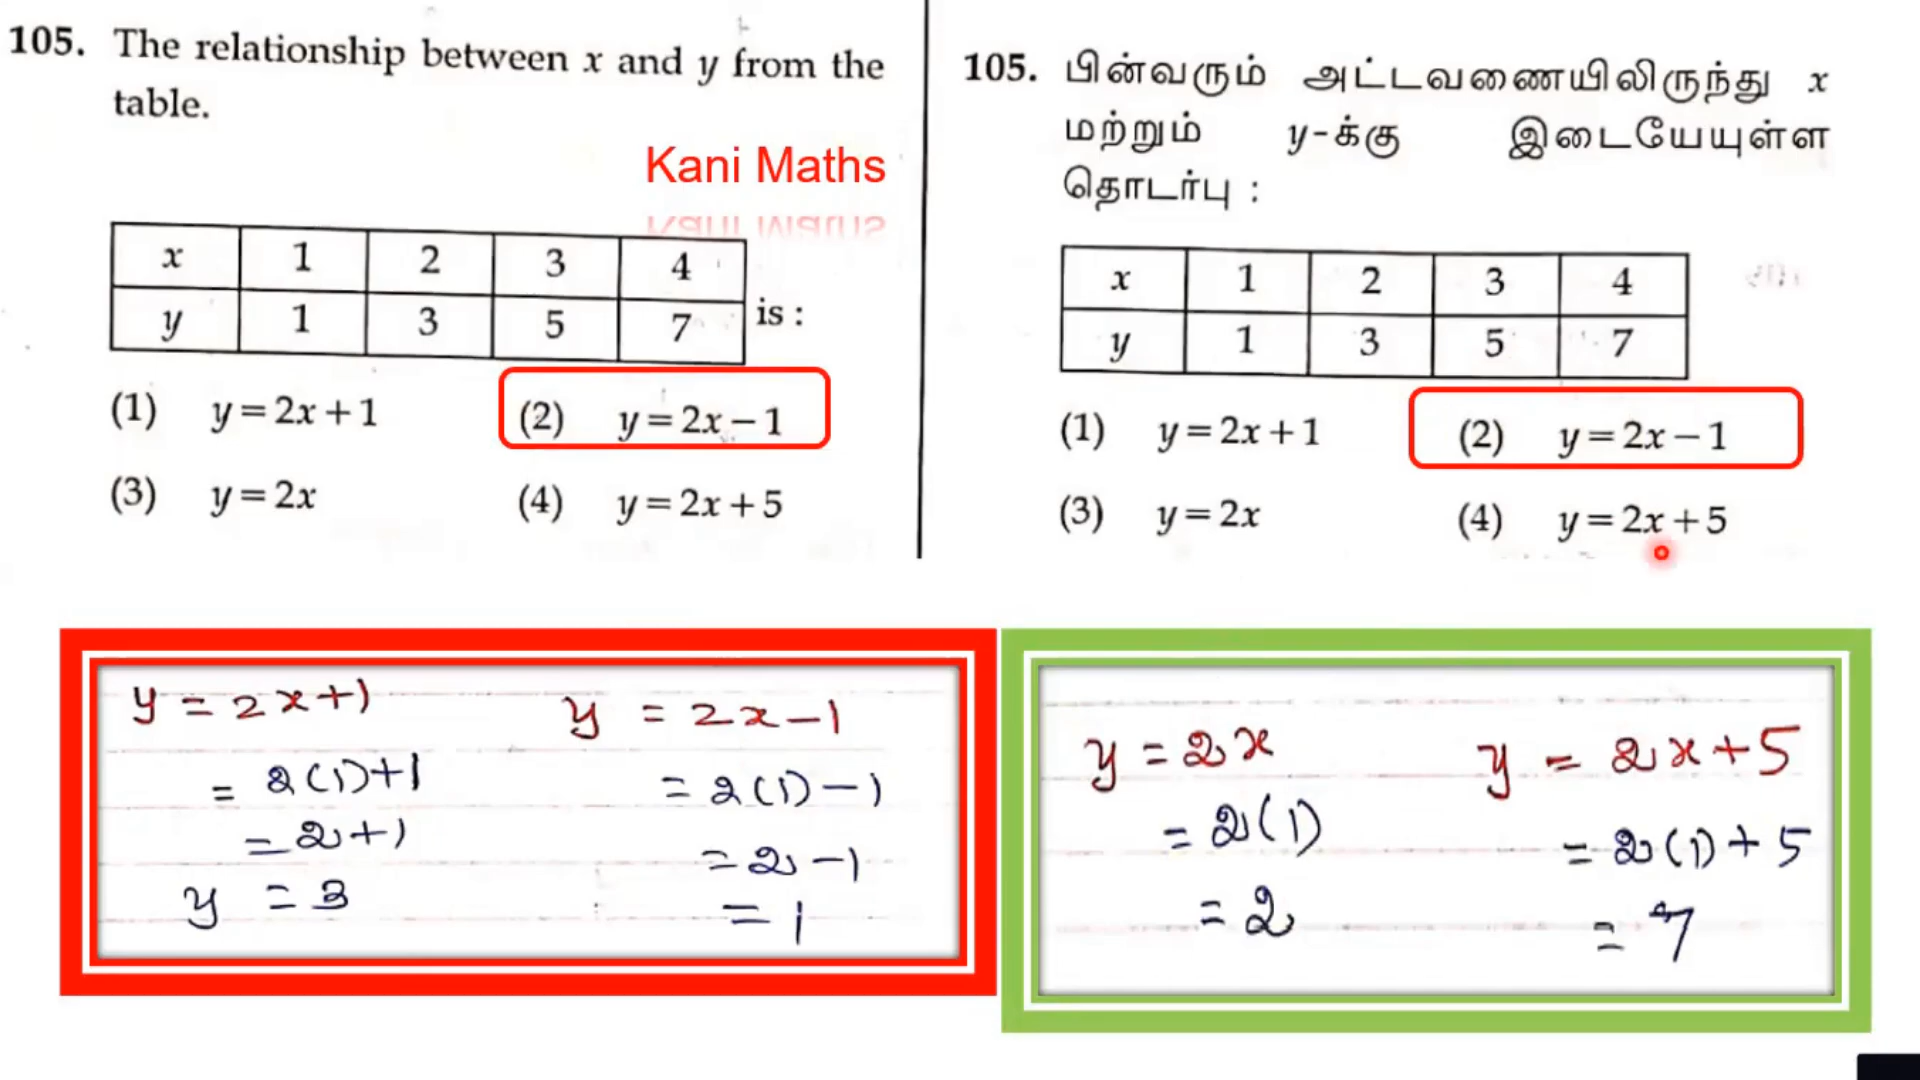 105. The relationship between x and y from the
table.
Kani Maths
x 1 2 3 4
y 1 3 5 7
is :
(1) y = 2x + 1 (2) y = 2x − 1
(3) y = 2x (4) y = 2x + 5
105. பின்வரும் அட்டவணையிலிருந்து x
மற்றும் y-க்கு இடையேயுள்ள
தொடர்பு :
x 1 2 3 4
y 1 3 5 7
(1) y = 2x + 1 (2) y = 2x − 1
(3) y = 2x (4) y = 2x + 5
y = 2x+1
= 2(1)+1
= 2+1
y = 3
y = 2x−1
= 2(1)−1
= 2−1
= 1
y = 2x
= 2(1)
= 2
y = 2x+5
= 2(1)+5
= 7